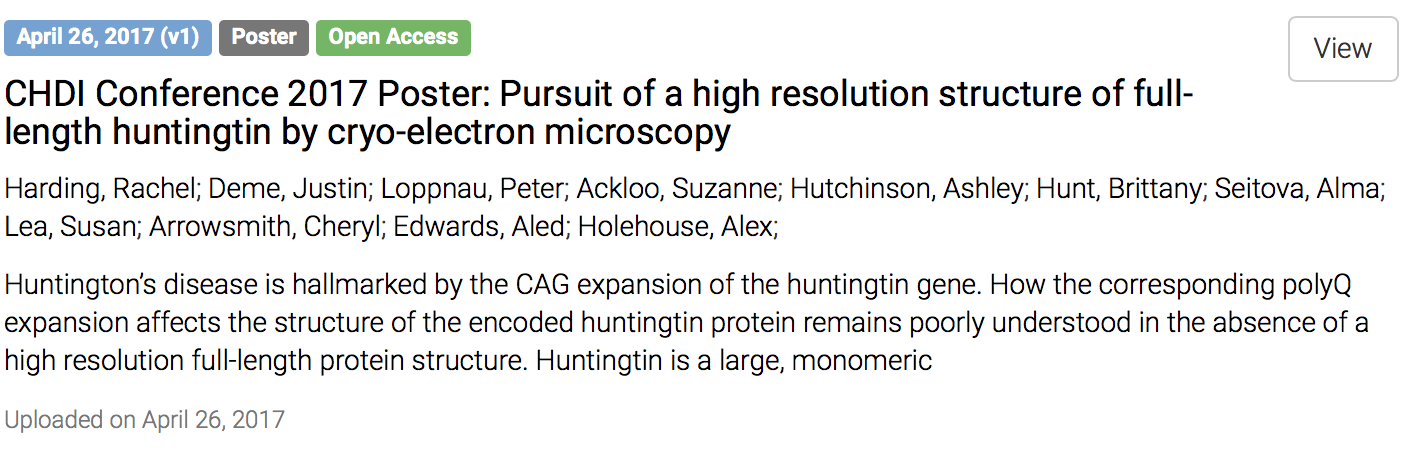 April 26, 2017 (v1) Poster Open Access View
CHDI Conference 2017 Poster: Pursuit of a high resolution structure of full-
length huntingtin by cryo-electron microscopy
Harding, Rachel; Deme, Justin; Loppnau, Peter; Ackloo, Suzanne; Hutchinson, Ashley; Hunt, Brittany; Seitova, Alma;
Lea, Susan; Arrowsmith, Cheryl; Edwards, Aled; Holehouse, Alex;
Huntington’s disease is hallmarked by the CAG expansion of the huntingtin gene. How the corresponding polyQ
expansion affects the structure of the encoded huntingtin protein remains poorly understood in the absence of a
high resolution full-length protein structure. Huntingtin is a large, monomeric
Uploaded on April 26, 2017